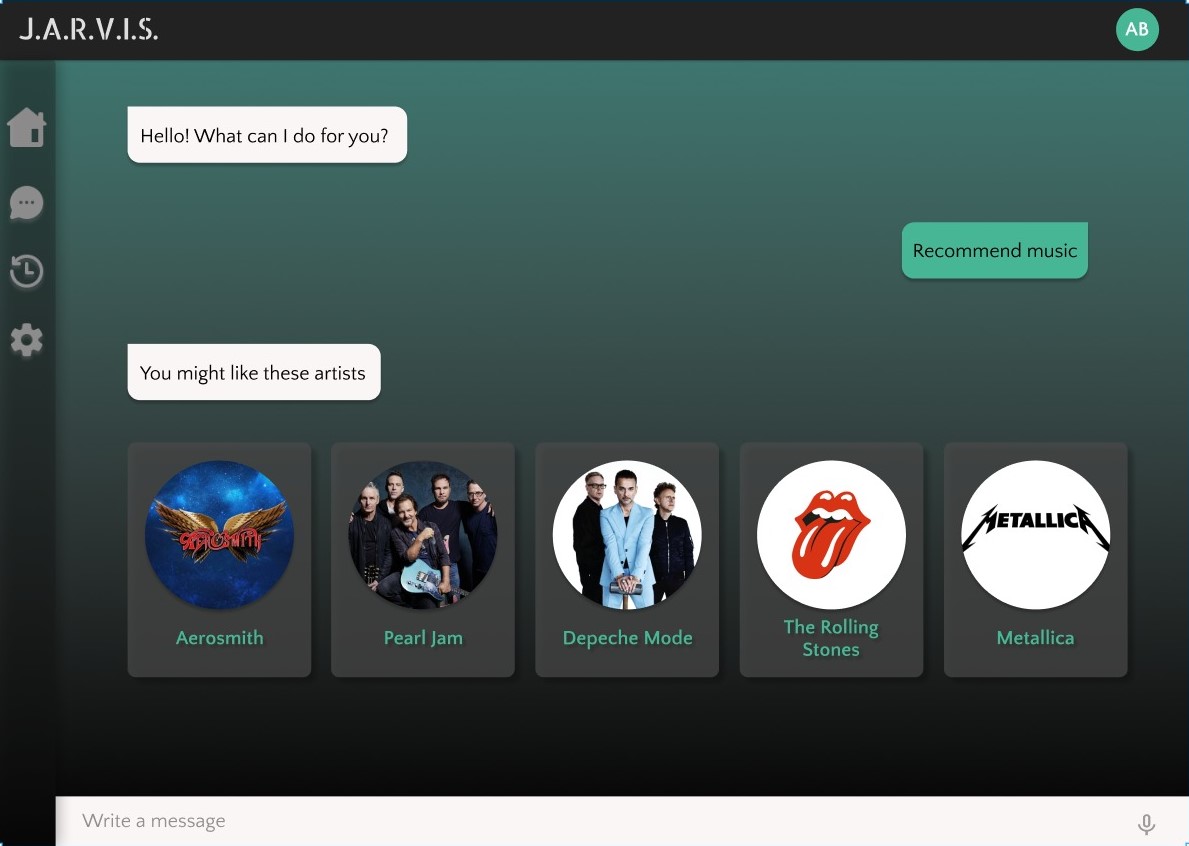 J.A.R.V.I.S.
AB
Hello! What can I do for you?
Recommend music
You might like these artists
AEROSMITH
METALLICA
Aerosmith
Pearl Jam
Depeche Mode
The Rolling
Stones
Metallica
Write a message